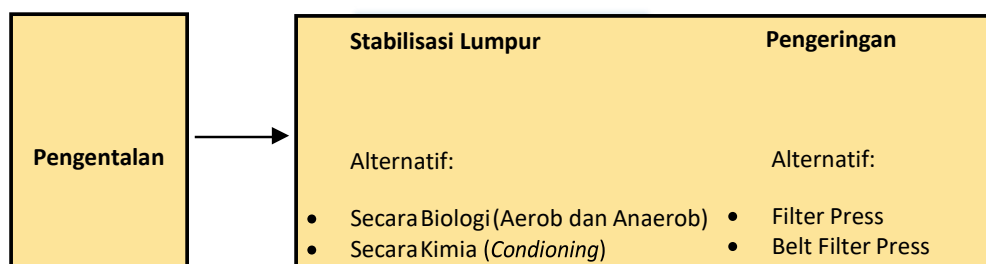 Pengentalan
Stabilisasi Lumpur
Alternatif:
• Secara Biologi (Aerob dan Anaerob)
• Secara Kimia (Condioning)
Pengeringan
Alternatif:
• Filter Press
• Belt Filter Press